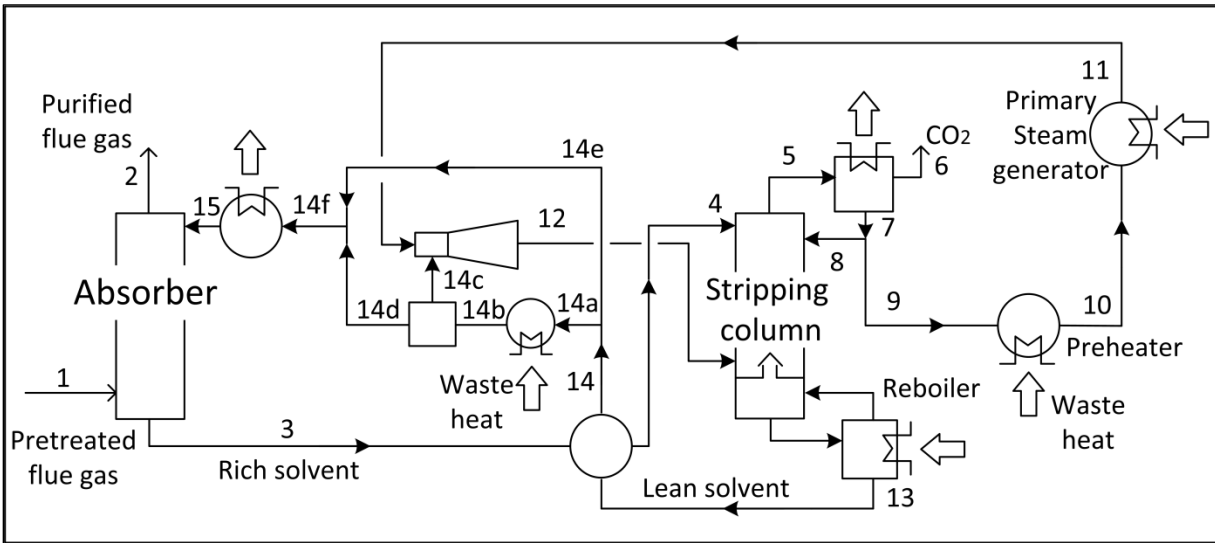 11
Purified
flue gas
Primary
Steam
generator
CO2
14e
5
6
2
15
14f
4
12
7
8
Absorber
14c
Stripping
column
14d
14b
14a
9
10
Preheater
1
Waste
heat
14
Reboiler
Waste
heat
Pretreated
flue gas
3
Rich solvent
Lean solvent
13